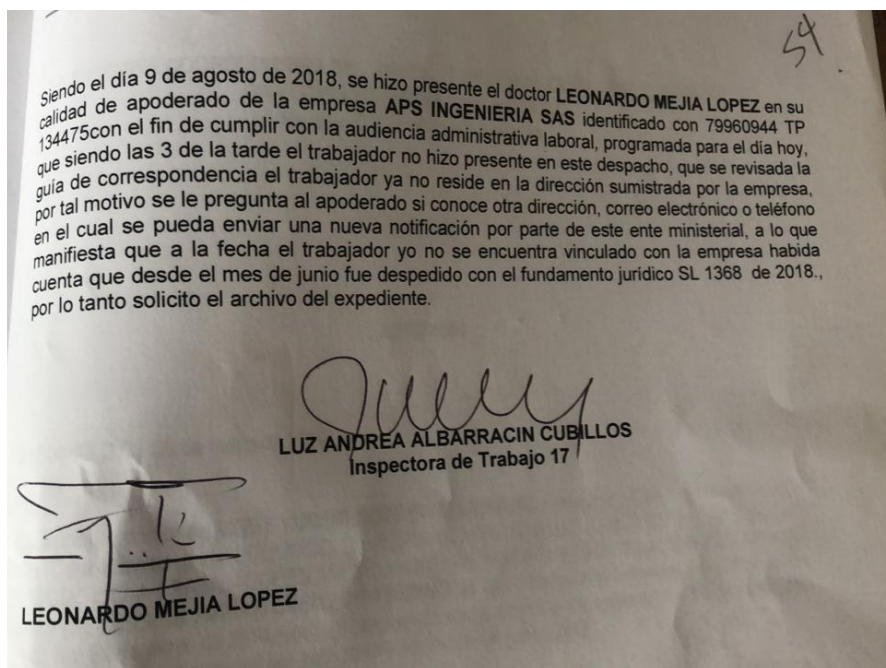 54
Siendo el día 9 de agosto de 2018, se hizo presente el doctor LEONARDO MEJIA LOPEZ en su
calidad de apoderado de la empresa APS INGENIERIA SAS identificado con 79960944 TP
134475con el fin de cumplir con la audiencia administrativa laboral, programada para el día hoy,
que siendo las 3 de la tarde el trabajador no hizo presente en este despacho, que se revisada la
guía de correspondencia el trabajador ya no reside en la dirección sumistrada por la empresa,
por tal motivo se le pregunta al apoderado si conoce otra dirección, correo electrónico o teléfono
en el cual se pueda enviar una nueva notificación por parte de este ente ministerial, a lo que
manifiesta que a la fecha el trabajador yo no se encuentra vinculado con la empresa habida
cuenta que desde el mes de junio fue despedido con el fundamento jurídico SL 1368 de 2018.,
por lo tanto solicito el archivo del expediente.
LUZ ANDREA ALBARRACIN CUBILLOS
Inspectora de Trabajo 17
LEONARDO MEJIA LOPEZ